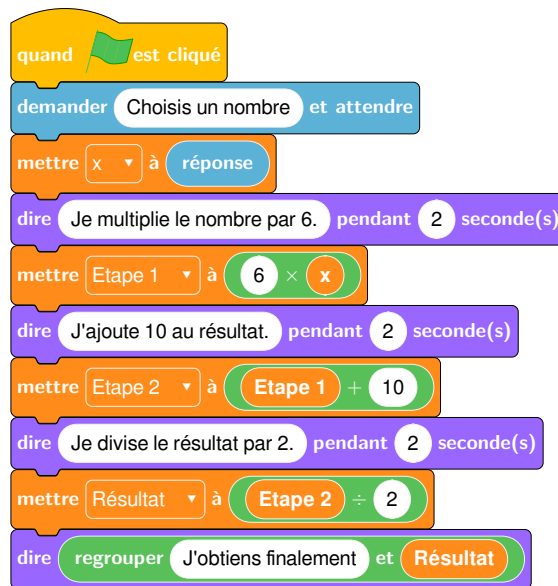 quand est cliqué
demander Choisis un nombre et attendre
mettre x ▾ à réponse
dire Je multiplie le nombre par 6. pendant 2 seconde(s)
mettre Etape 1 ▾ à 6 × x
dire J'ajoute 10 au résultat. pendant 2 seconde(s)
mettre Etape 2 ▾ à Etape 1 + 10
dire Je divise le résultat par 2. pendant 2 seconde(s)
mettre Résultat ▾ à Etape 2 ÷ 2
dire regrouper J'obtiens finalement et Résultat